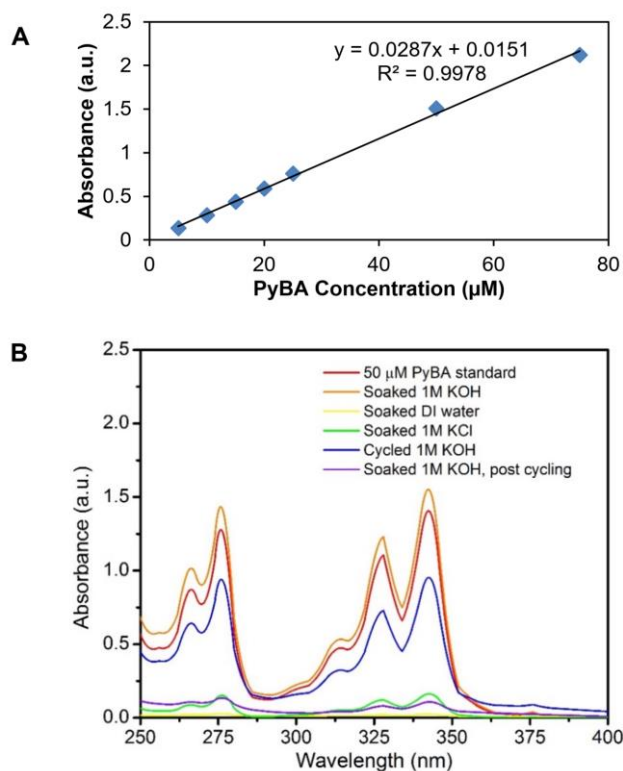 A
y = 0.0287x + 0.0151
R² = 0.9978
Absorbance (a.u.)
2.5
2
1.5
1
0.5
0
0 20 40 60 80
PyBA Concentration (µM)
B
50 µM PyBA standard
Soaked 1M KOH
Soaked DI water
Soaked 1M KCl
Cycled 1M KOH
Soaked 1M KOH, post cycling
Absorbance (a.u.)
2.5
2.0
1.5
1.0
0.5
0.0
250 275 300 325 350 375 400
Wavelength (nm)